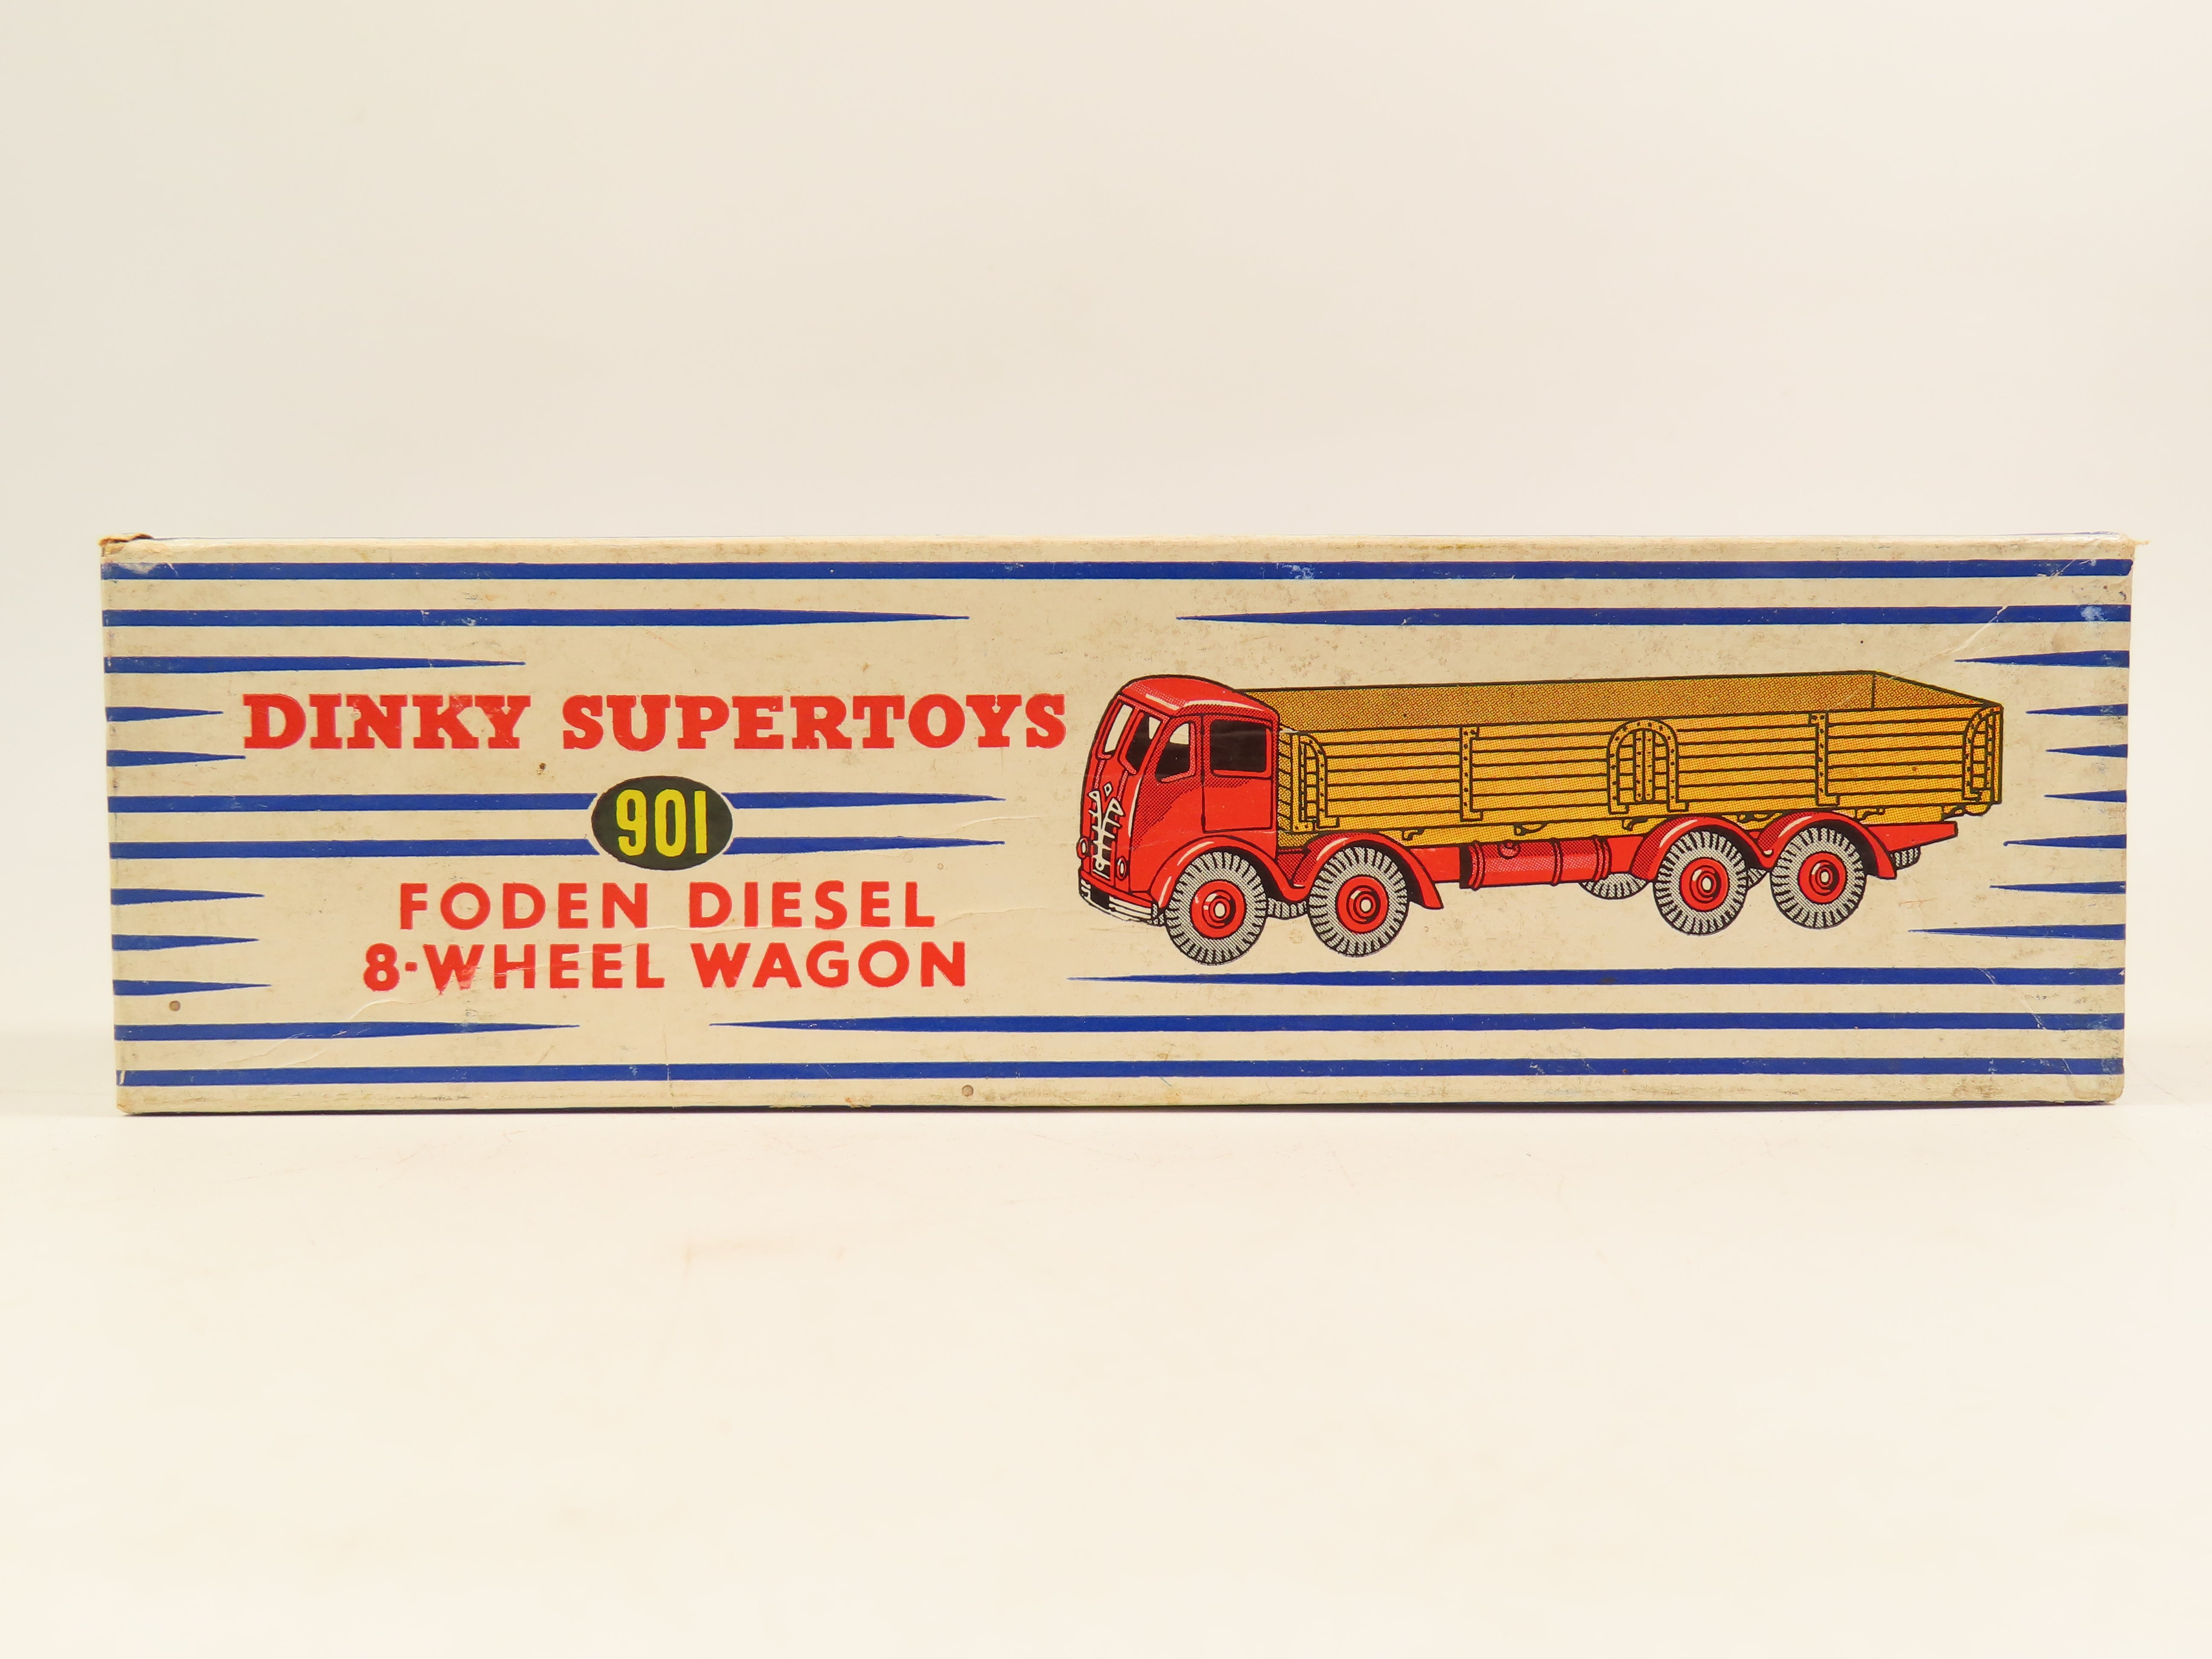 DINKY SUPERTOYS
901
FODEN DIESEL
8-WHEEL WAGON